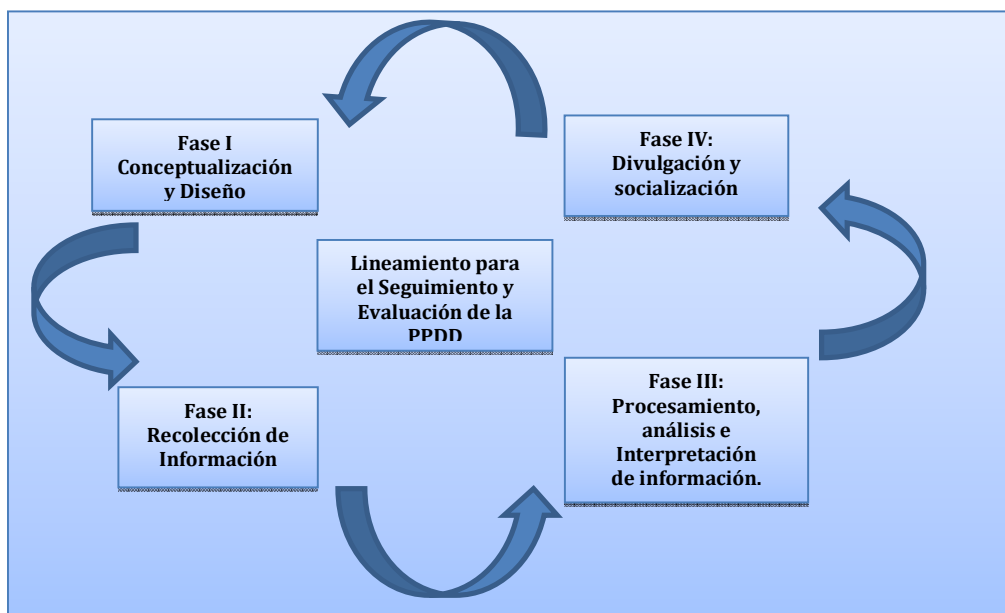 Fase I
Conceptualización
y Diseño
Fase IV:
Divulgación y
socialización
Lineamiento para
el Seguimiento y
Evaluación de la
PPDD
Fase II:
Recolección de
Información
Fase III:
Procesamiento,
análisis e
Interpretación
de información.